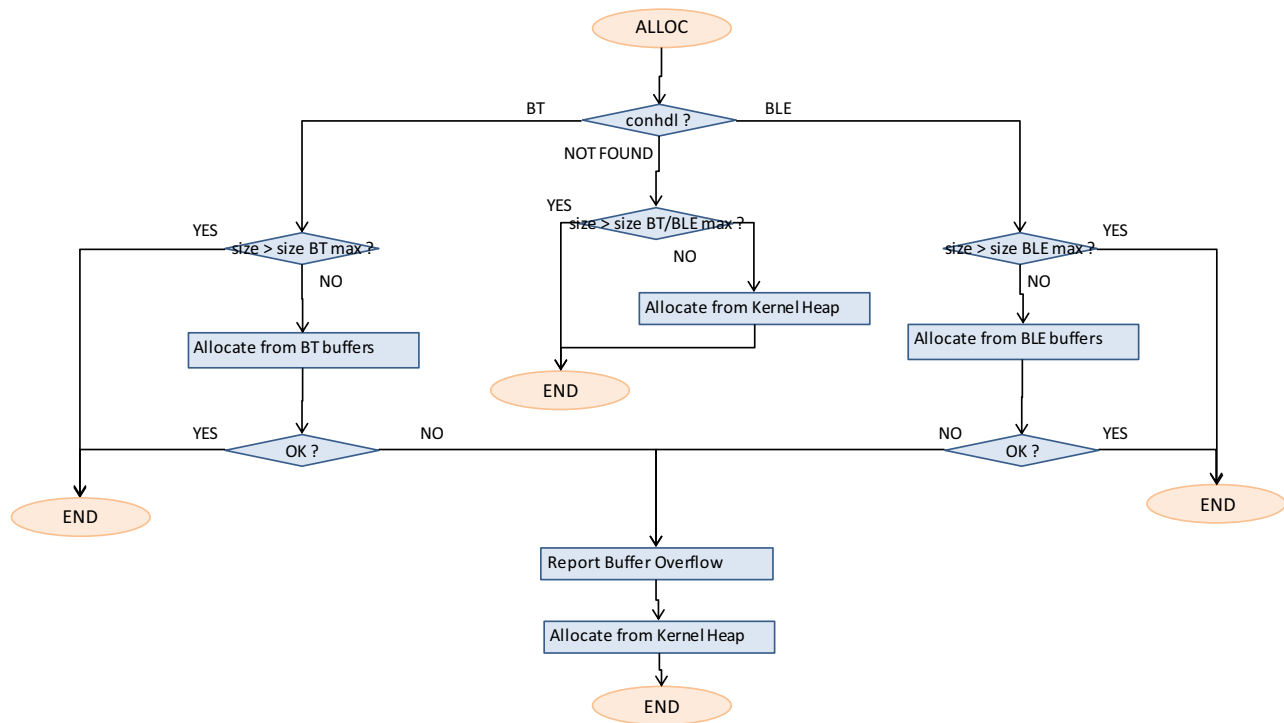 ALLOC
BT
conhdl ?
BLE
NOT FOUND
YES
size > size BT max ?
NO
YES
size > size BT/BLE max ?
NO
size > size BLE max ?
YES
NO
Allocate from Kernel Heap
Allocate from BT buffers
Allocate from BLE buffers
END
YES
OK ?
NO
NO
OK ?
YES
END
END
Report Buffer Overflow
Allocate from Kernel Heap
END